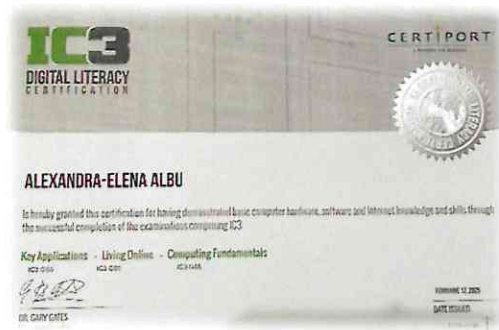 IC3
CERTIPORT
DIGITAL LITERACY
CERTIFICATION
ALEXANDRA-ELENA ALBU
Is hereby granted this certification for having demonstrated basic computer hardware, software and Internet knowledge and skills through
the successful completion of the examinations comprising IC3
Key Applications - Living Online - Computing Fundamentals
DR. GARY GATES
12, 2025
DATE ISSUED